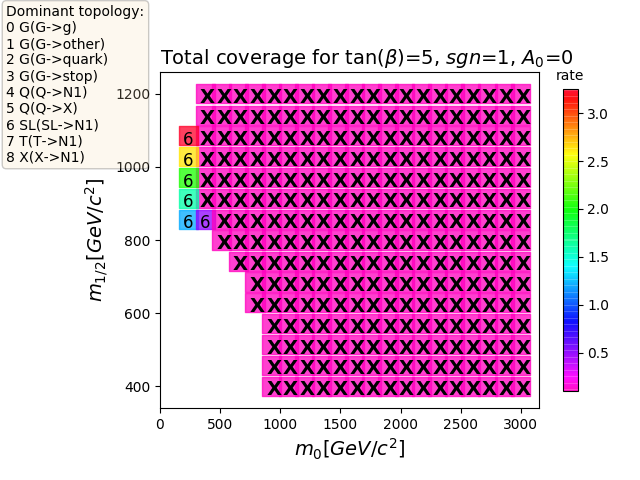 Dominant topology:
0 G(G->g)
1 G(G->other)
2 G(G->quark)
3 G(G->stop)
4 Q(Q->N1)
5 Q(Q->X)
6 SL(SL->N1)
7 T(T->N1)
8 X(X->N1)
Total coverage for tan(β)=5, sgn=1, A₀=0
rate
1200
1000
800
600
400
m₁/₂[GeV/c²]
X X X X X X X X X X X X X X X X X X X X
X X X X X X X X X X X X X X X X X X X X
6 X X X X X X X X X X X X X X X X X X X X
6 X X X X X X X X X X X X X X X X X X X X
6 X X X X X X X X X X X X X X X X X X X X
6 X X X X X X X X X X X X X X X X X X X X
6 6 X X X X X X X X X X X X X X X X X X X
X X X X X X X X X X X X X X X X X X X
X X X X X X X X X X X X X X X X X X
X X X X X X X X X X X X X X X X X
X X X X X X X X X X X X X X X X X
X X X X X X X X X X X X X X X X
X X X X X X X X X X X X X X X X
X X X X X X X X X X X X X X X X
X X X X X X X X X X X X X X X X
0 500 1000 1500 2000 2500 3000
m₀[GeV/c²]
3.0
2.5
2.0
1.5
1.0
0.5